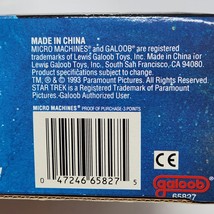 MADE IN CHINA
MICRO MACHINES® and GALOOB® are registered
trademarks of Lewis Galoob Toys, Inc.
Made in China for
Lewis Galoob Toys, Inc., South San Francisco, CA 94080.
Product specifications subject to change.
TM, ® & © 1993 Paramount Pictures. All Rights Reserved.
STAR TREK is a Registered Trademark of Paramount
Pictures. Galoob Authorized User.
MICRO MACHINES® PROOF OF PURCHASE-3 POINTS
0 47246 65827 5
CE
galoob®
65827